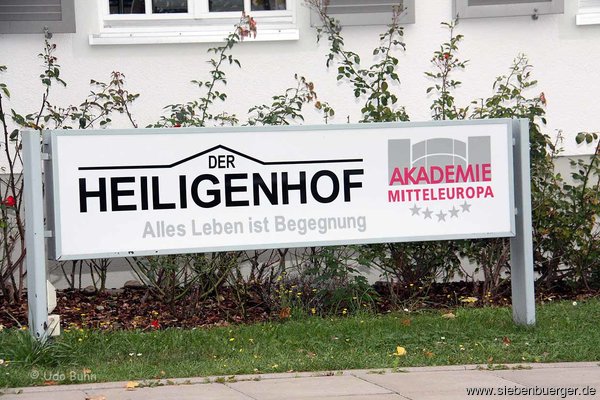 DER
HEILIGENHOF
Alles Leben ist Begegnung
AKADEMIE
MITTELEUROPA
© Udo Buhn
www.siebenbuerger.de